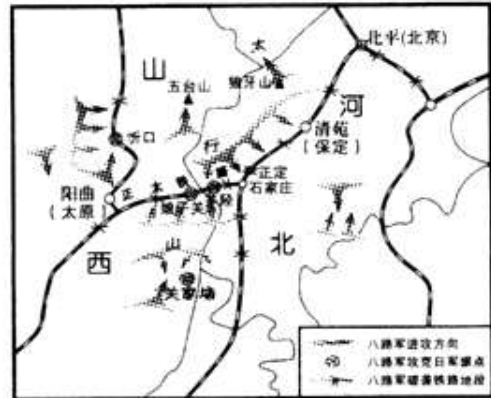 北平(北京)
太
山
五台山
狼牙山
河
忻口
行
清苑
(保定)
正定
石家庄
阳曲
(太原)
正
太
娘子关
陉
山
西
北
关家垴
八路军进攻方向
八路军攻克日军据点
八路军破袭铁路地段